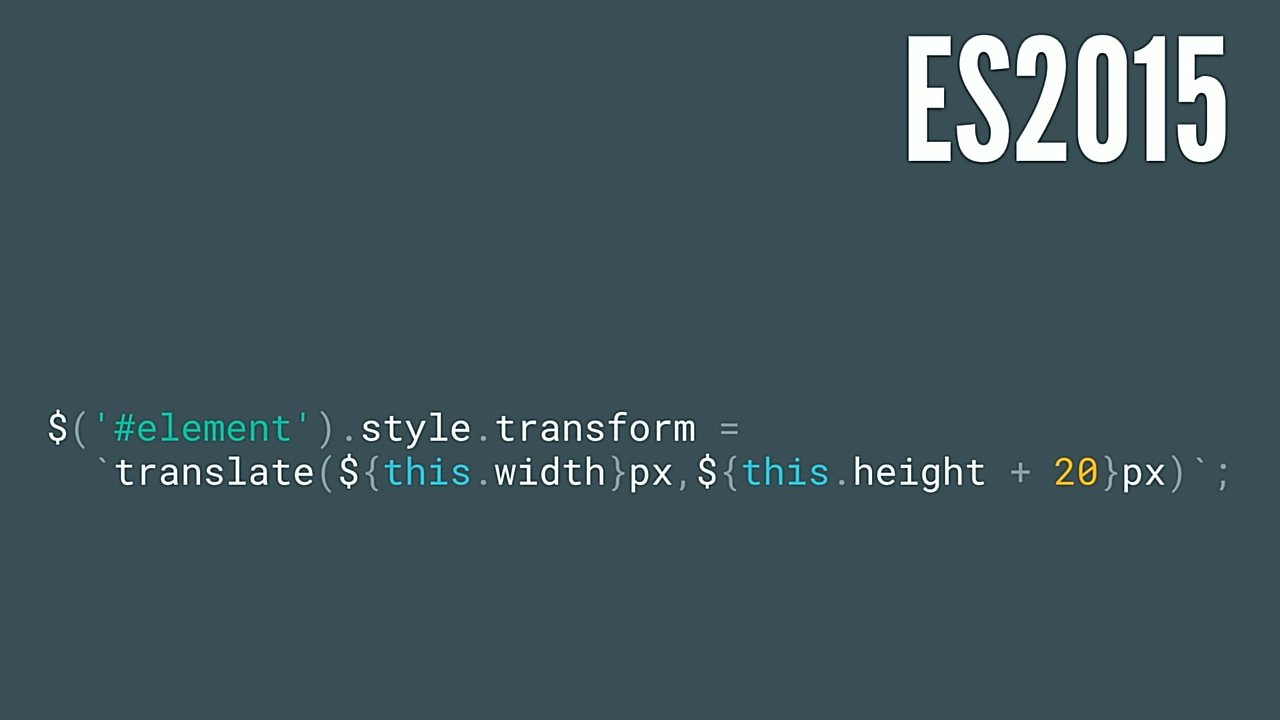 ES2015
$('#element').style.transform =
`translate(${this.width}px,${this.height + 20}px)`;